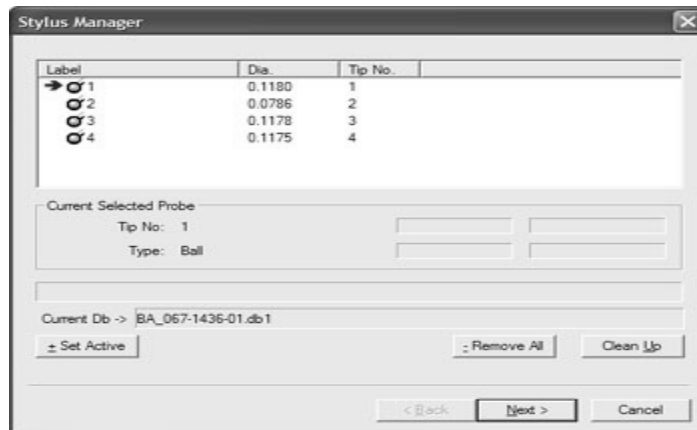 Stylus Manager
Label Dia. Tip No.
1 0.1180 1
2 0.0786 2
3 0.1178 3
4 0.1175 4
Current Selected Probe
Tip No: 1
Type: Ball
Current Db -> BA_067-1436-01.db1
+ Set Active - Remove All Clean Up
< Back Next > Cancel